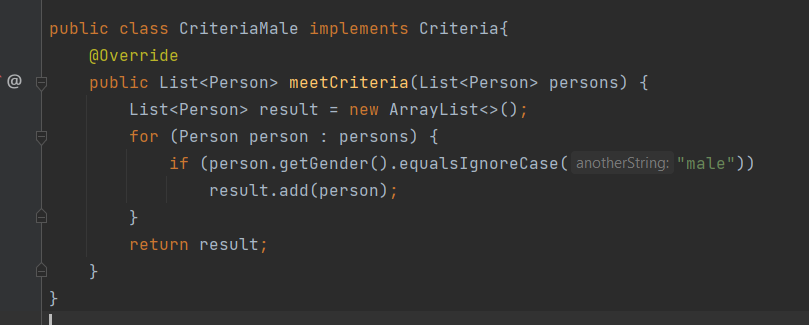 public class CriteriaMale implements Criteria{
@Override
@ public List<Person> meetCriteria(List<Person> persons) {
List<Person> result = new ArrayList<>();
for (Person person : persons) {
if (person.getGender().equalsIgnoreCase( anotherString: "male"))
result.add(person);
}
return result;
}
}